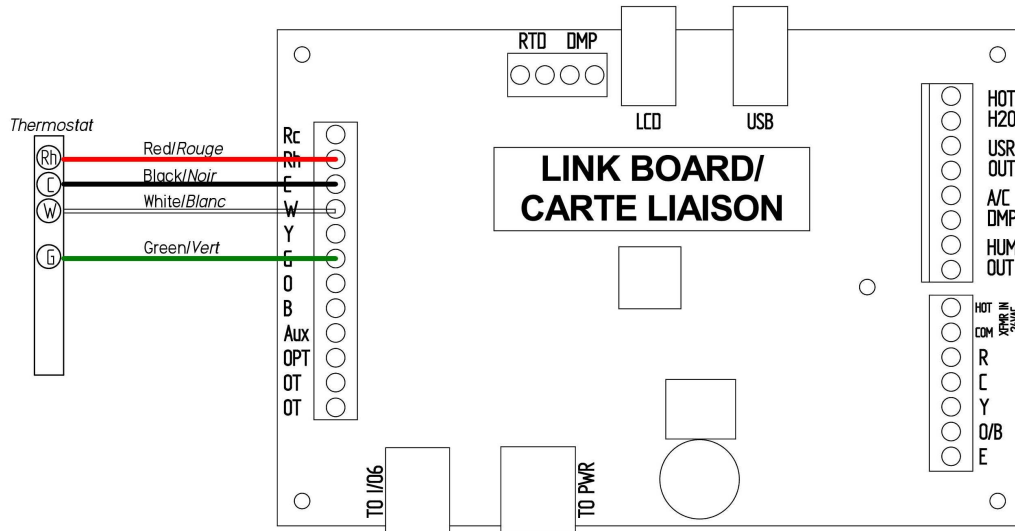 RTD DMP
LCD
USB
Thermostat
Rh
C
W
G
Red/Rouge
Black/Noir
White/Blanc
Green/Vert
Rc
Rh
C
W
Y
G
O
B
Aux
OPT
OT
OT
LINK BOARD/
CARTE LIAISON
HOT
H2O
USR
OUT
A/C
DMP
HUM
OUT
HOT
COM
XFMR IN
24VAC
R
C
Y
O/B
E
TO I/O6
TO PWR